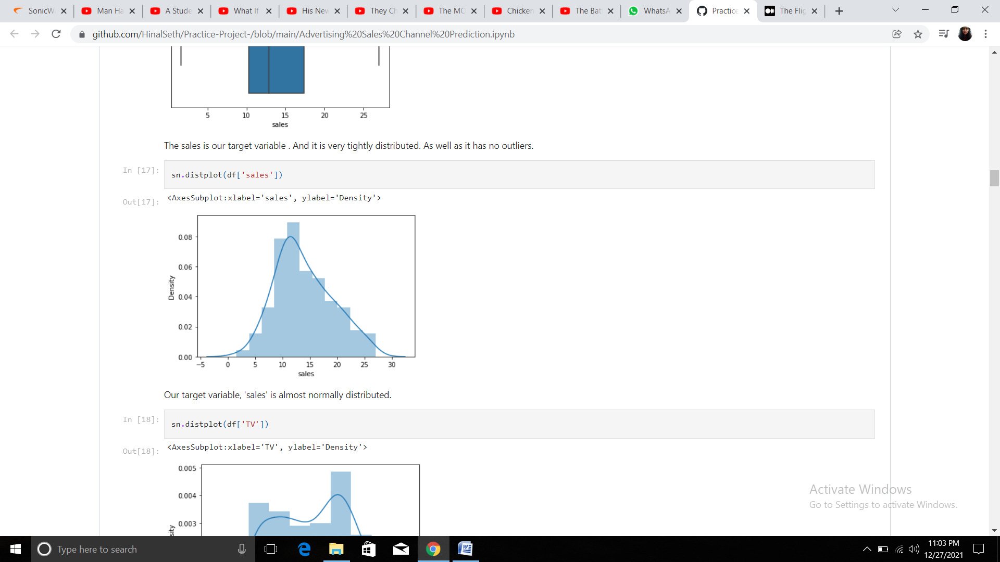 SonicW
Man Ha
A Stude
What If
His New
They Ch
The MC
Chicken
The Bat
WhatsA
Practice
The Flig
github.com/HinalSeth/Practice-Project-/blob/main/Advertising%20Sales%20Channel%20Prediction.ipynb
5 10 15 20 25
sales
The sales is our target variable . And it is very tightly distributed. As well as it has no outliers.
In [17]:
sn.distplot(df['sales'])
Out[17]:
<AxesSubplot:xlabel='sales', ylabel='Density'>
0.08
0.06
0.04
0.02
0.00
Density
−5 0 5 10 15 20 25 30
sales
Our target variable, 'sales' is almost normally distributed.
In [18]:
sn.distplot(df['TV'])
Out[18]:
<AxesSubplot:xlabel='TV', ylabel='Density'>
0.005
0.004
0.003
sity
Activate Windows
Go to Settings to activate Windows.
Type here to search
11:03 PM
12/27/2021